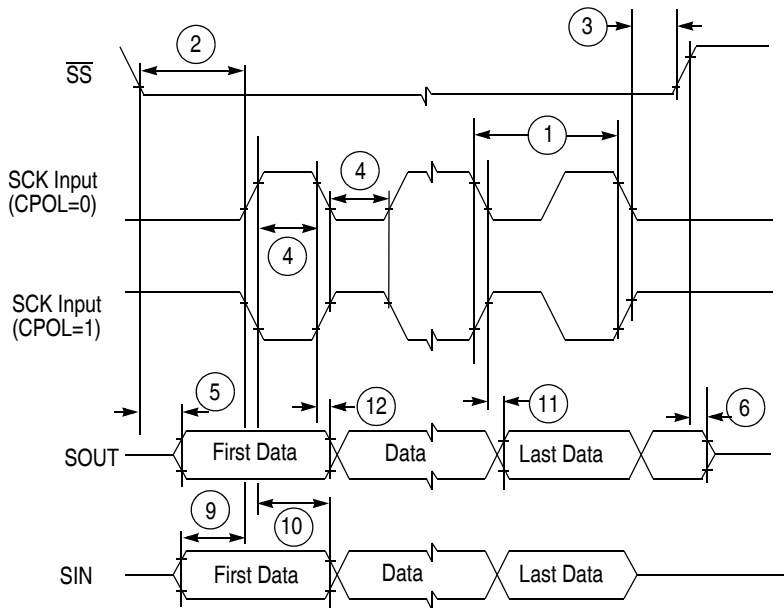 2
3
SS
1
SCK Input
(CPOL=0)
4
4
SCK Input
(CPOL=1)
5
12
11
6
SOUT
First Data
Data
Last Data
9
10
SIN
First Data
Data
Last Data